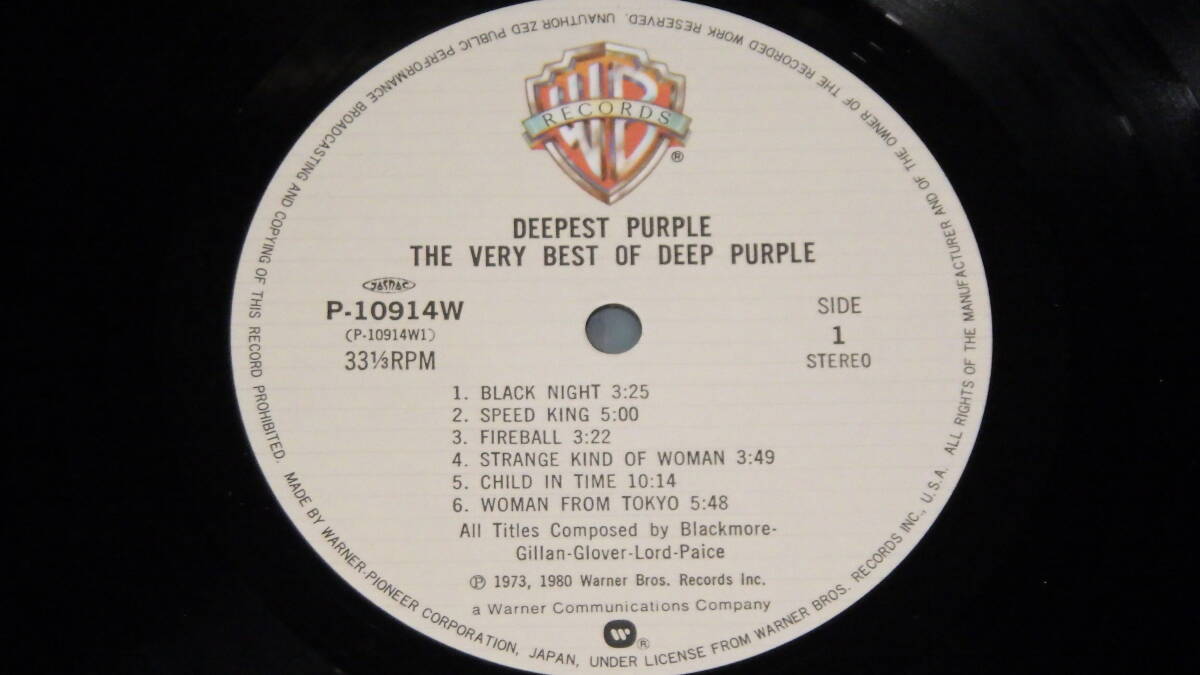 WB
RECORDS
®
DEEPEST PURPLE
THE VERY BEST OF DEEP PURPLE
JASRAC
P-10914W
(P-10914W1)
33⅓RPM
SIDE
1
STEREO
1. BLACK NIGHT 3:25
2. SPEED KING 5:00
3. FIREBALL 3:22
4. STRANGE KIND OF WOMAN 3:49
5. CHILD IN TIME 10:14
6. WOMAN FROM TOKYO 5:48
All Titles Composed by Blackmore-
Gillan-Glover-Lord-Paice
℗ 1973, 1980 Warner Bros. Records Inc.
a Warner Communications Company
®
MADE BY WARNER-PIONEER CORPORATION, JAPAN, UNDER LICENSE FROM WARNER BROS. RECORDS INC., U.S.A. ALL RIGHTS OF THE MANUFACTURER AND OF THE OWNER OF THE RECORDED WORK RESERVED. UNAUTHOR ZED PUBLIC PERFORMANCE BROADCASTING AND COPYING OF THIS RECORD PROHIBITED.